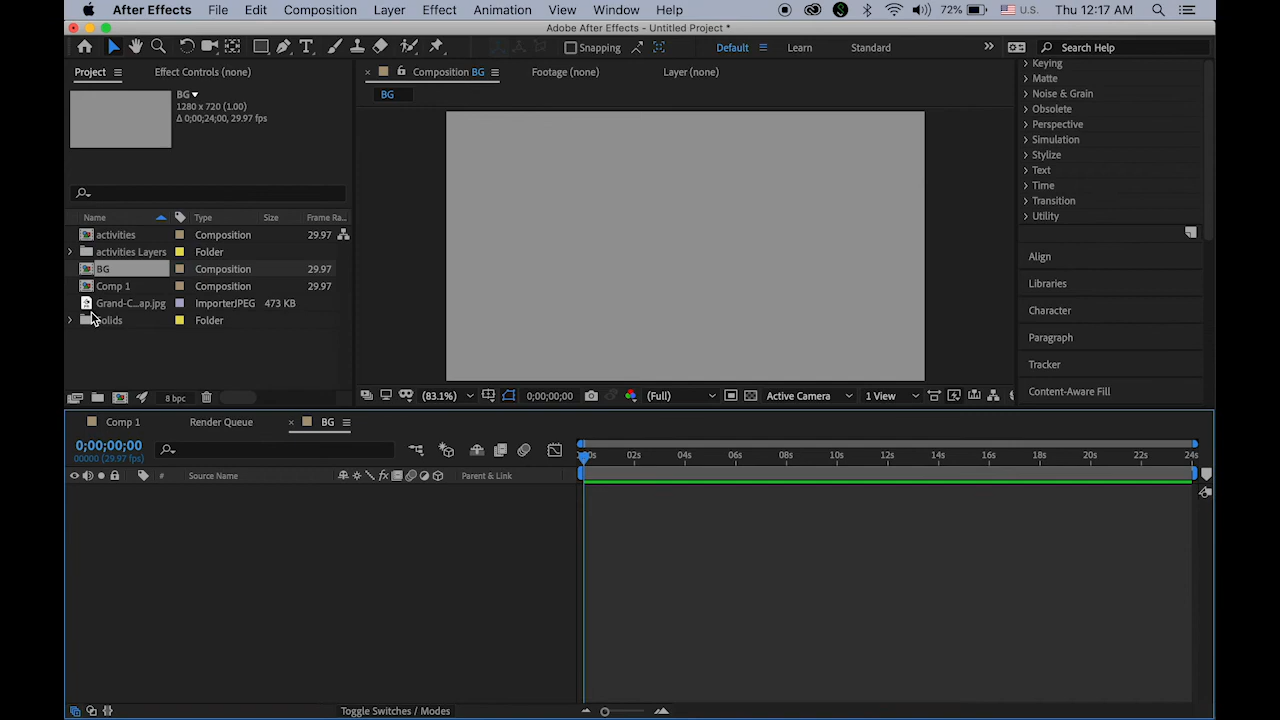 After Effects File Edit Composition Layer Effect Animation View Window Help 72% U.S. Thu 12:17 AM
Adobe After Effects - Untitled Project *
Snapping Default Learn Standard Search Help
Project Effect Controls (none) Composition BG Footage (none) Layer (none)
BG
1280 x 720 (1.00)
Δ 0;00;24;00, 29.97 fps
BG
Name Type Size Frame Ra...
activities Composition 29.97
activities Layers Folder
BG Composition 29.97
Comp 1 Composition 29.97
Grand-C...ap.jpg ImporterJPEG 473 KB
Solids Folder
8 bpc
(83.1%) 0;00;00;00 (Full) Active Camera 1 View
Keying
Matte
Noise & Grain
Obsolete
Perspective
Simulation
Stylize
Text
Time
Transition
Utility
Align
Libraries
Character
Paragraph
Tracker
Content-Aware Fill
Comp 1 Render Queue BG
0;00;00;00
00000 (29.97 fps)
:00s 02s 04s 06s 08s 10s 12s 14s 16s 18s 20s 22s 24s
# Source Name fx Parent & Link
Toggle Switches / Modes